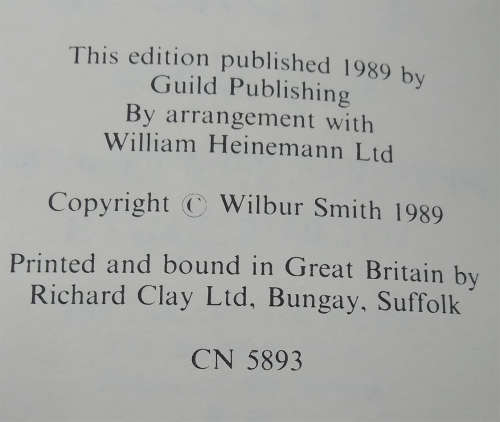 This edition published 1989 by
Guild Publishing
By arrangement with
William Heinemann Ltd
Copyright © Wilbur Smith 1989
Printed and bound in Great Britain by
Richard Clay Ltd, Bungay, Suffolk
CN 5893